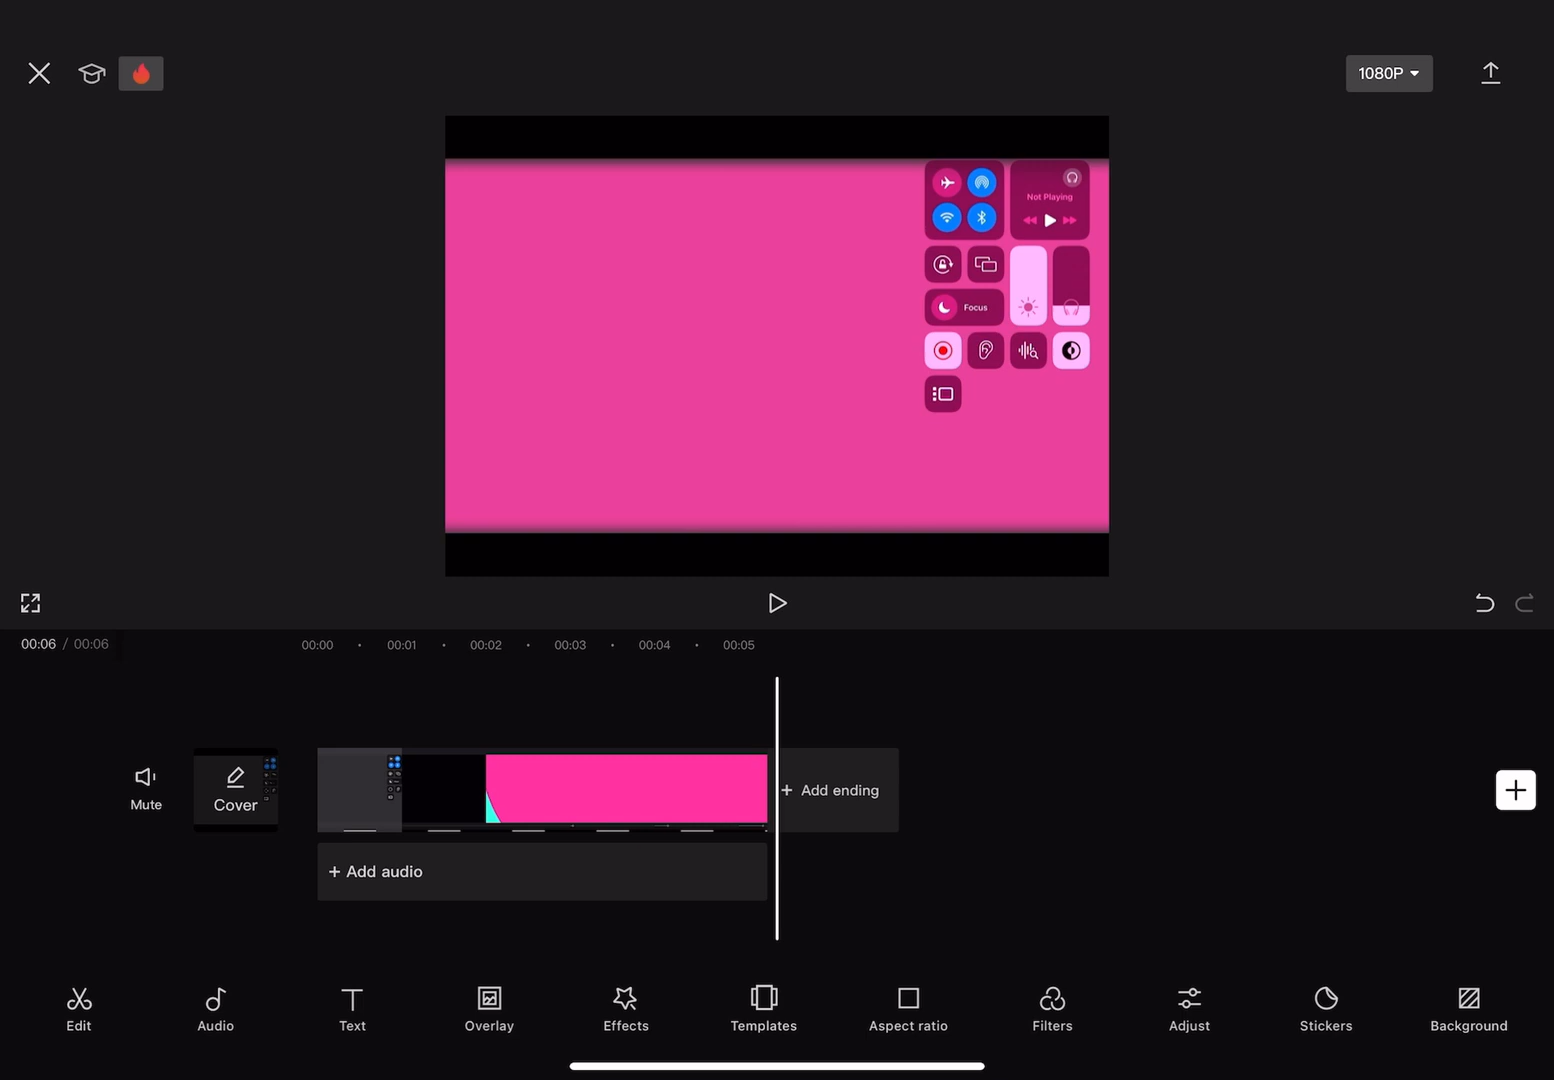 1080P
Not Playing
Focus
00:06 / 00:06
00:00 · 00:01 · 00:02 · 00:03 · 00:04 · 00:05
Mute
Cover
+ Add ending
+ Add audio
Edit
Audio
Text
Overlay
Effects
Templates
Aspect ratio
Filters
Adjust
Stickers
Background